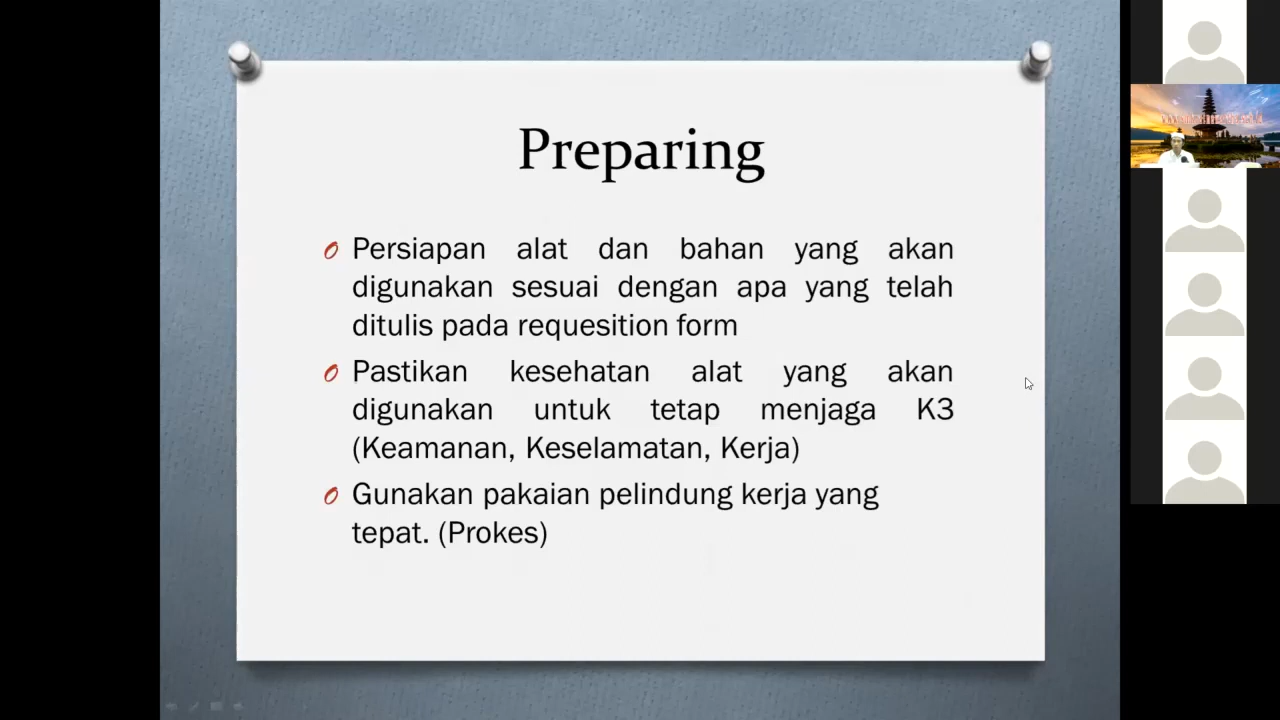 Preparing
Persiapan alat dan bahan yang akan
digunakan sesuai dengan apa yang telah
ditulis pada requesition form
Pastikan kesehatan alat yang akan
digunakan untuk tetap menjaga K3
(Keamanan, Keselamatan, Kerja)
Gunakan pakaian pelindung kerja yang
tepat. (Prokes)